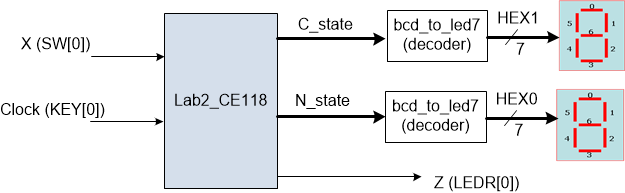 X (SW[0])
Clock (KEY[0])
Lab2_CE118
C_state
bcd_to_led7
(decoder)
HEX1
7
0
5
1
6
4
2
3
N_state
bcd_to_led7
(decoder)
HEX0
7
0
5
1
6
4
2
3
Z (LEDR[0])